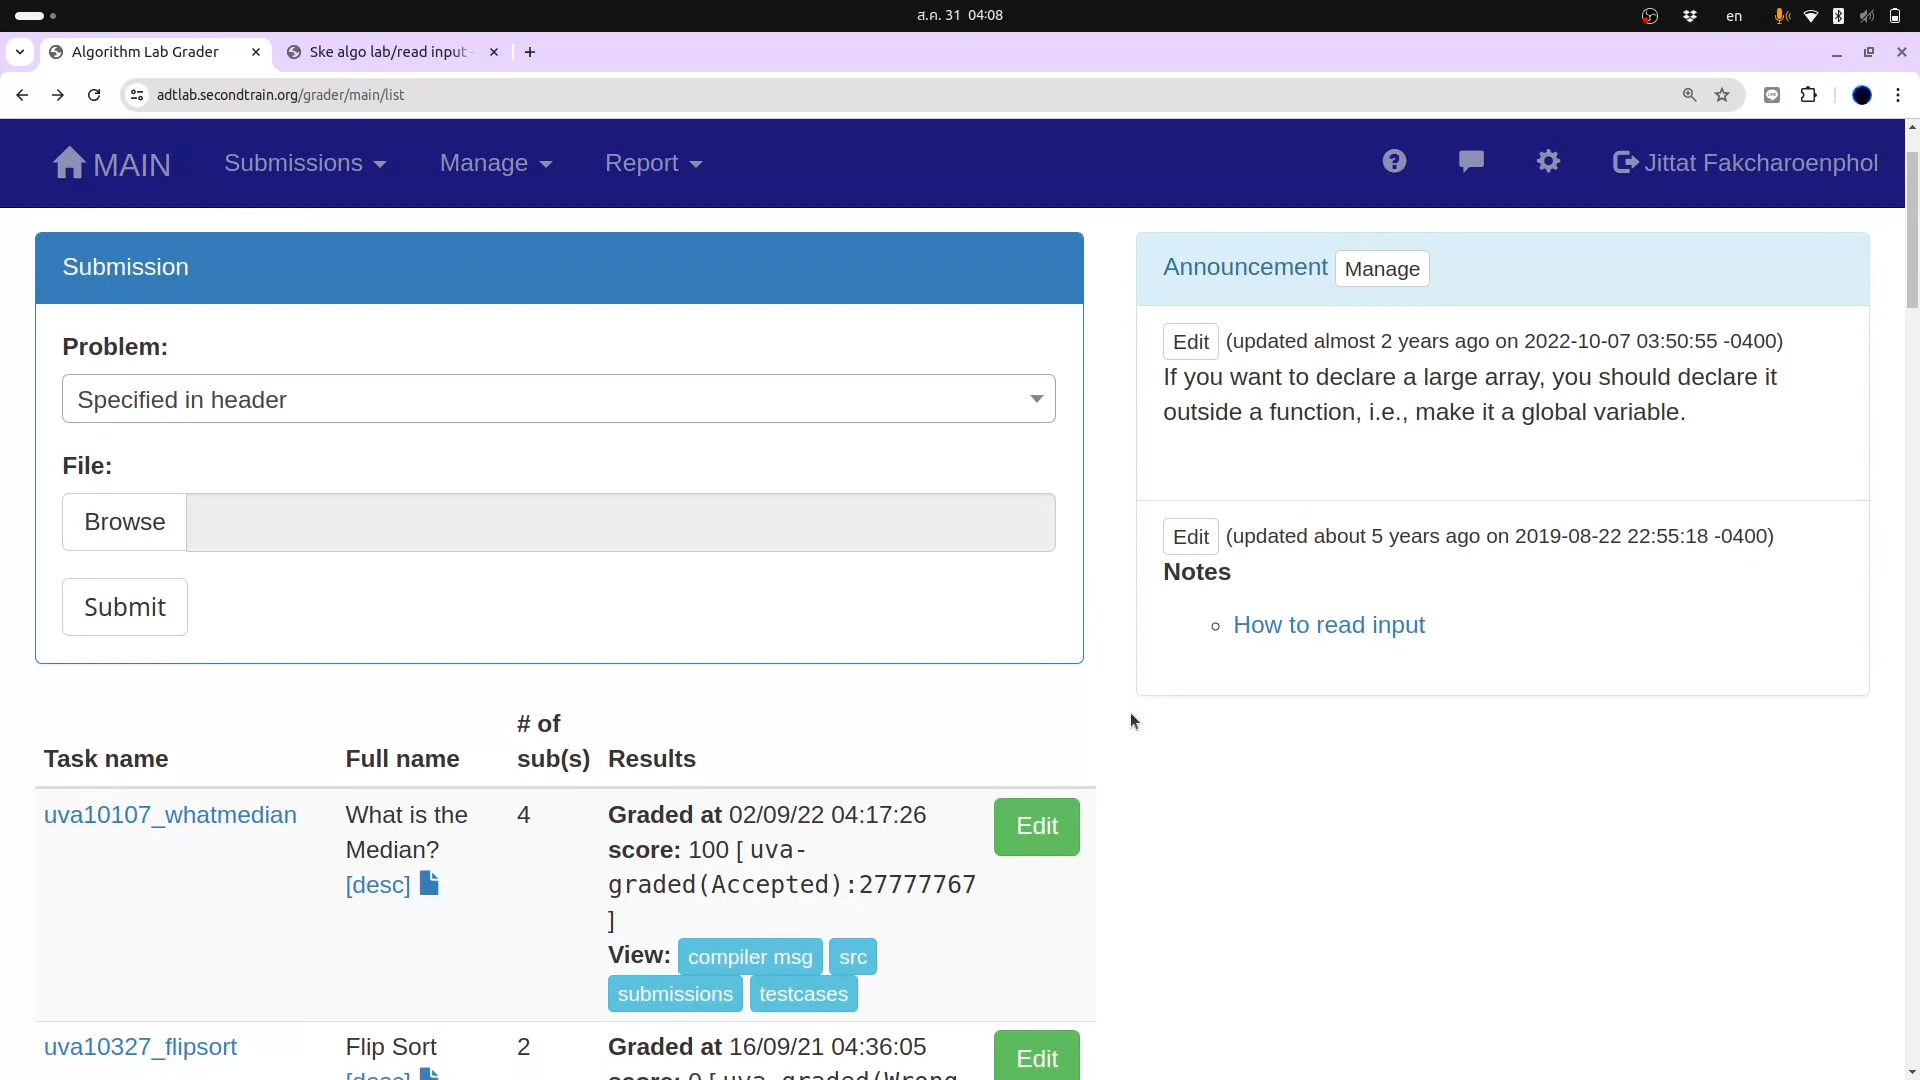 ส.ค. 31 04:08
en
Algorithm Lab Grader
Ske algo lab/read input
adtlab.secondtrain.org/grader/main/list
MAIN
Submissions
Manage
Report
Jittat Fakcharoenphol
Submission
Problem:
Specified in header
File:
Browse
Submit
Announcement Manage
Edit (updated almost 2 years ago on 2022-10-07 03:50:55 -0400)
If you want to declare a large array, you should declare it
outside a function, i.e., make it a global variable.
Edit (updated about 5 years ago on 2019-08-22 22:55:18 -0400)
Notes
How to read input
Task name
Full name
# of
sub(s)
Results
uva10107_whatmedian
What is the
Median?
[desc]
4
Graded at 02/09/22 04:17:26
score: 100 [ uva-
graded(Accepted):27777767
]
View: compiler msg src
submissions testcases
Edit
uva10327_flipsort
Flip Sort
[desc]
2
Graded at 16/09/21 04:36:05
score: 0 [ uva-graded(Wrong
Edit